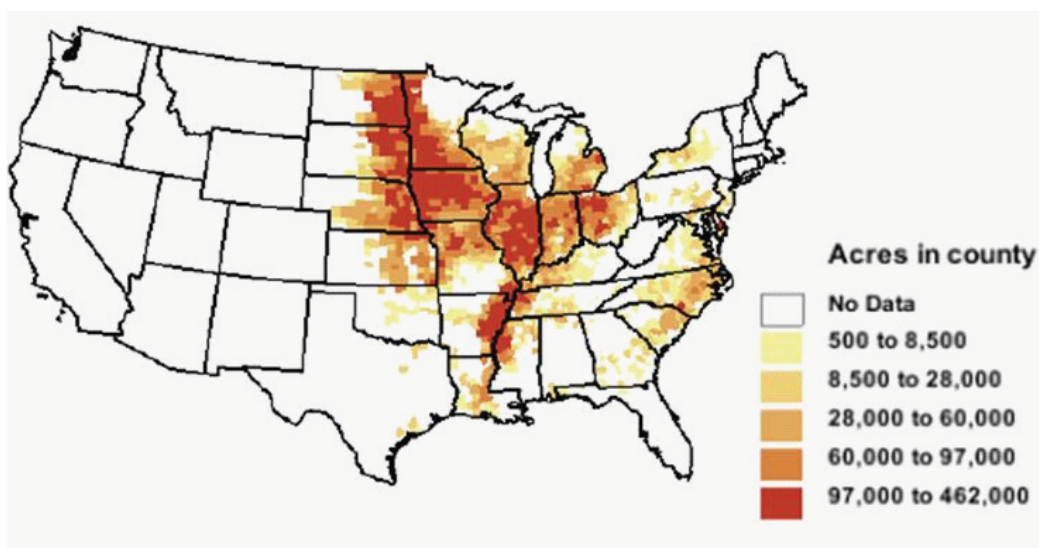 Acres in county
No Data
500 to 8,500
8,500 to 28,000
28,000 to 60,000
60,000 to 97,000
97,000 to 462,000